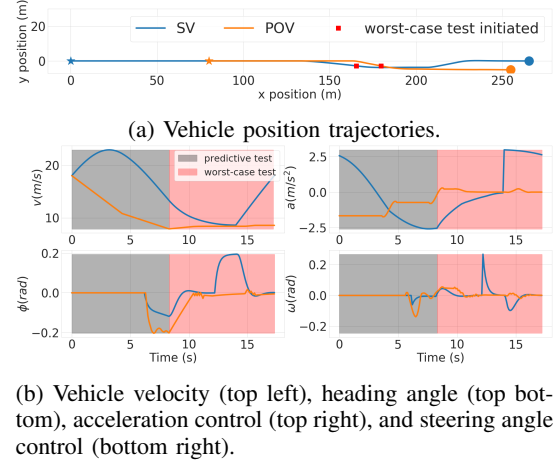 y position (m)
20
0
SV
POV
worst-case test initiated
0
50
100
150
200
250
x position (m)
(a) Vehicle position trajectories.
v(m/s)
20
10
predictive test
worst-case test
a(m/s²)
2.5
0.0
−2.5
ϕ(rad)
0.2
0.0
−0.2
0
5
10
15
Time (s)
ω(rad)
0.2
0.0
−0.2
0
5
10
15
Time (s)
0
5
10
15
0
5
10
15
(b) Vehicle velocity (top left), heading angle (top bot-
tom), acceleration control (top right), and steering angle
control (bottom right).